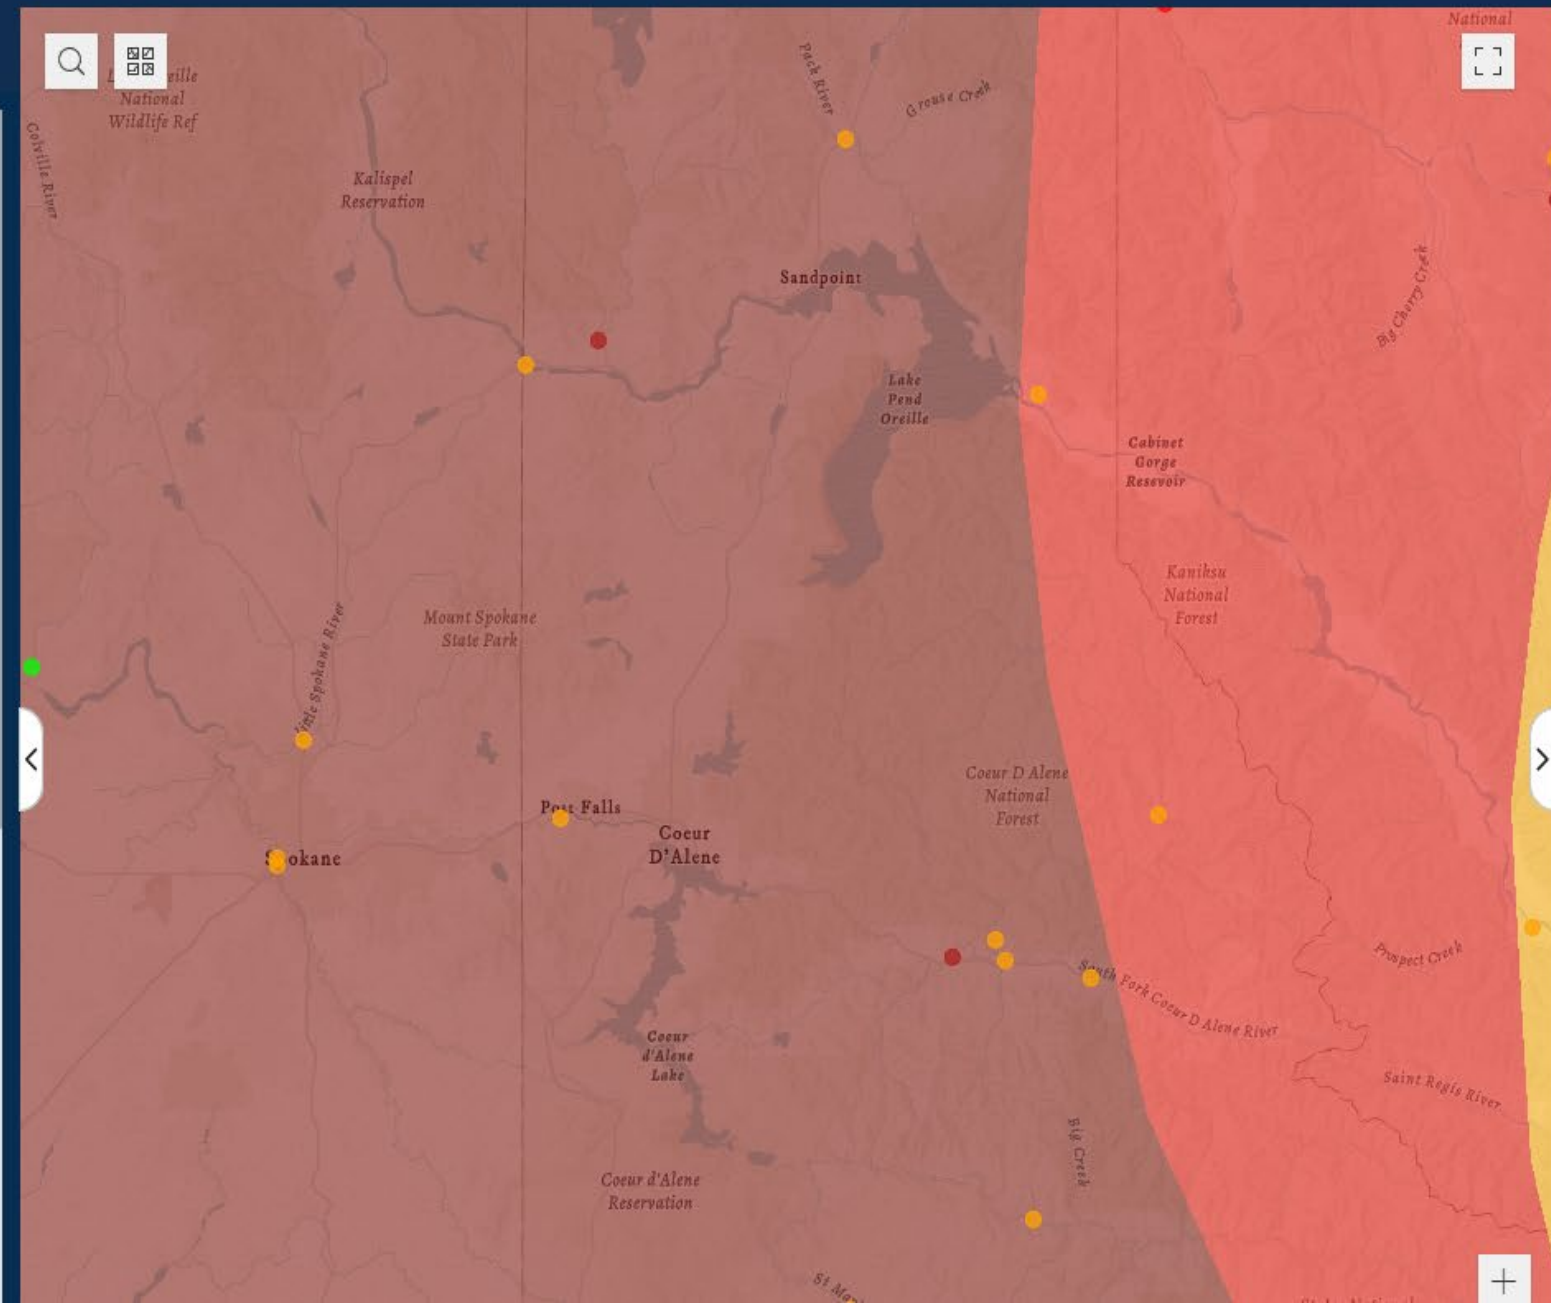 National
National
Wildlife Ref
Colville River
Pack River
Grouse Creek
Kalispel
Reservation
Sandpoint
Big Cherry Creek
Lake
Pend
Oreille
Cabinet
Gorge
Resevoir
Kaniksu
National
Forest
Mount Spokane
State Park
Little Spokane River
Coeur D Alene
National
Forest
Post Falls
Coeur
D'Alene
Spokane
Prospect Creek
South Fork Coeur D Alene River
Coeur
d'Alene
Lake
Saint Regis River
Big Creek
Coeur d'Alene
Reservation